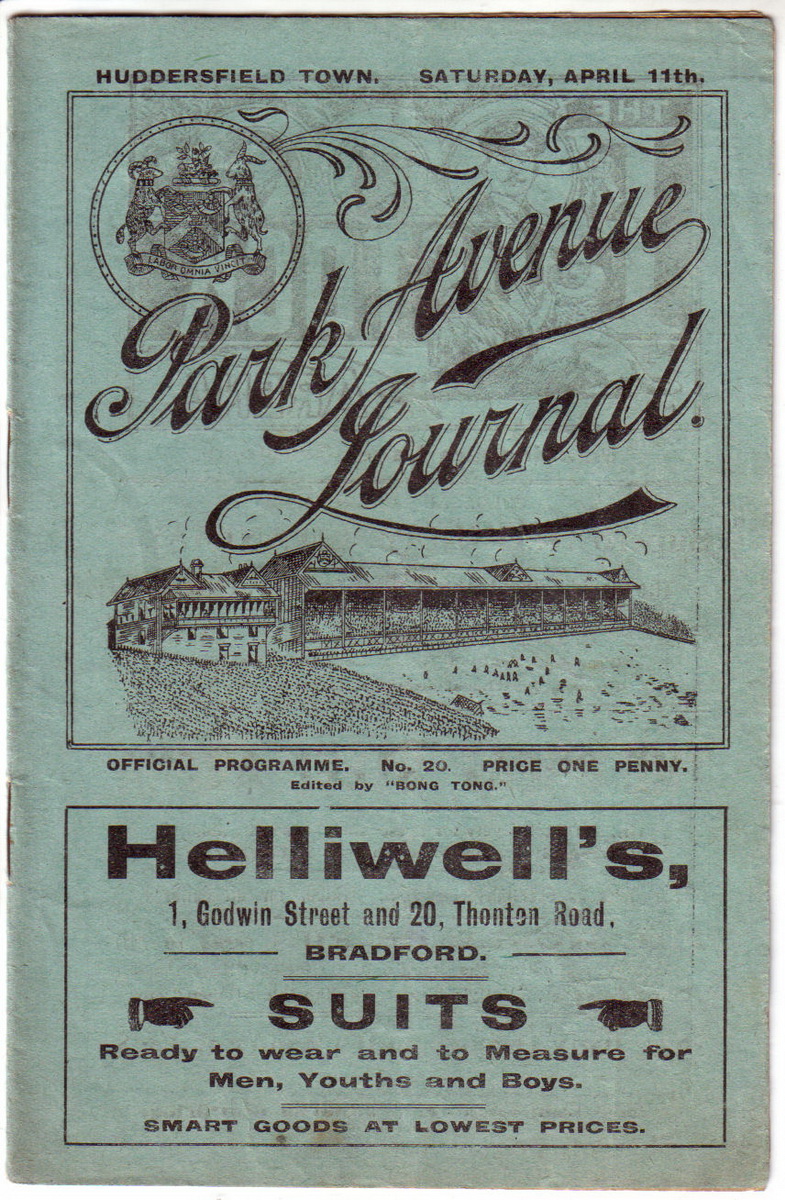 HUDDERSFIELD TOWN. SATURDAY, APRIL 11th.
LABOR OMNIA VINCIT
Park Avenue
Journal.
OFFICIAL PROGRAMME. No. 20. PRICE ONE PENNY.
Edited by "BONG TONG."
Helliwell's,
1, Godwin Street and 20, Thonton Road,
BRADFORD.
SUITS
Ready to wear and to Measure for
Men, Youths and Boys.
SMART GOODS AT LOWEST PRICES.